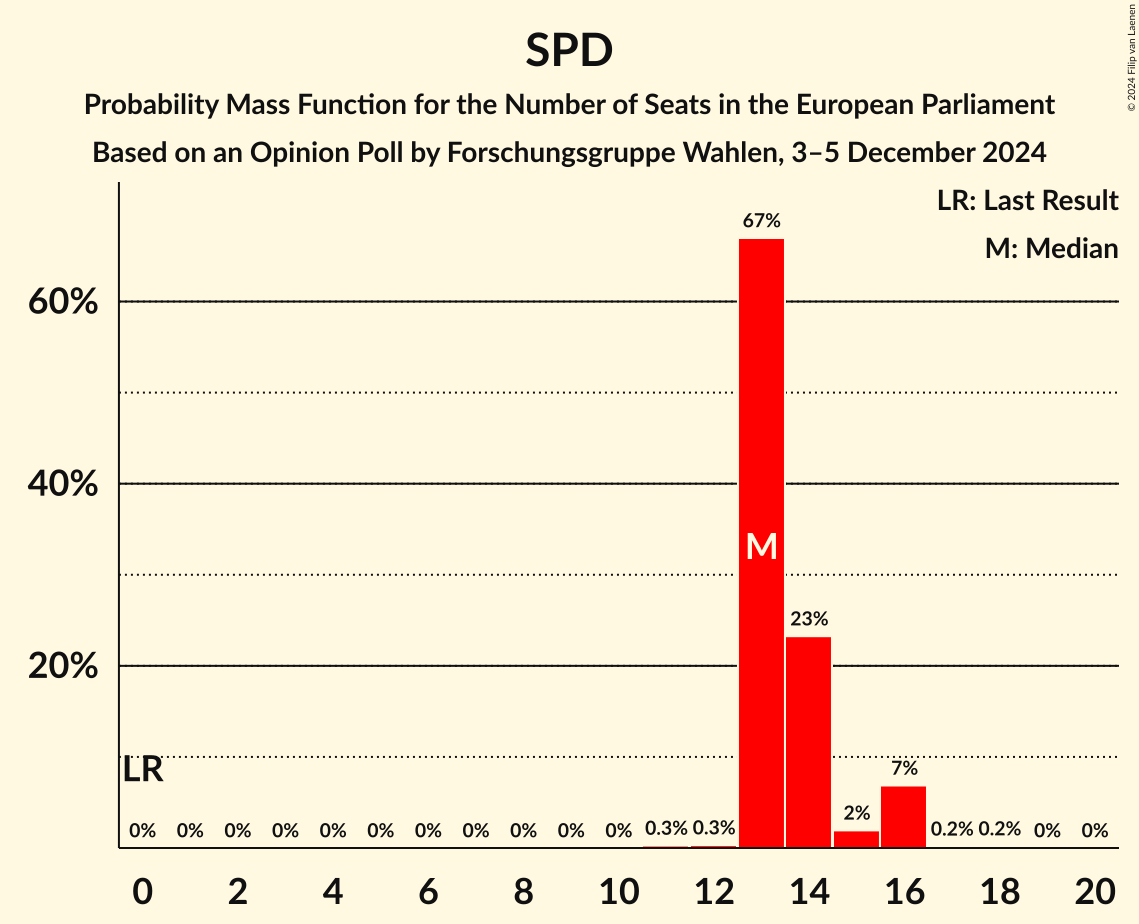 SPD
Probability Mass Function for the Number of Seats in the European Parliament
Based on an Opinion Poll by Forschungsgruppe Wahlen, 3–5 December 2024
© 2024 Filip van Laenen
LR: Last Result
M: Median
67%
60%
40%
M
23%
20%
LR
7%
2%
0% 0% 0% 0% 0% 0% 0% 0% 0% 0% 0% 0.3% 0.3% 0.2% 0.2% 0% 0%
0 2 4 6 8 10 12 14 16 18 20